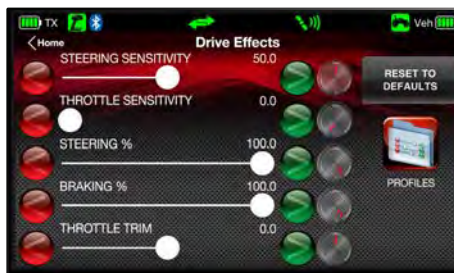 TX Veh
Home Drive Effects
STEERING SENSITIVITY 50.0
RESET TO
DEFAULTS
THROTTLE SENSITIVITY 0.0
STEERING % 100.0
PROFILES
BRAKING % 100.0
THROTTLE TRIM 0.0